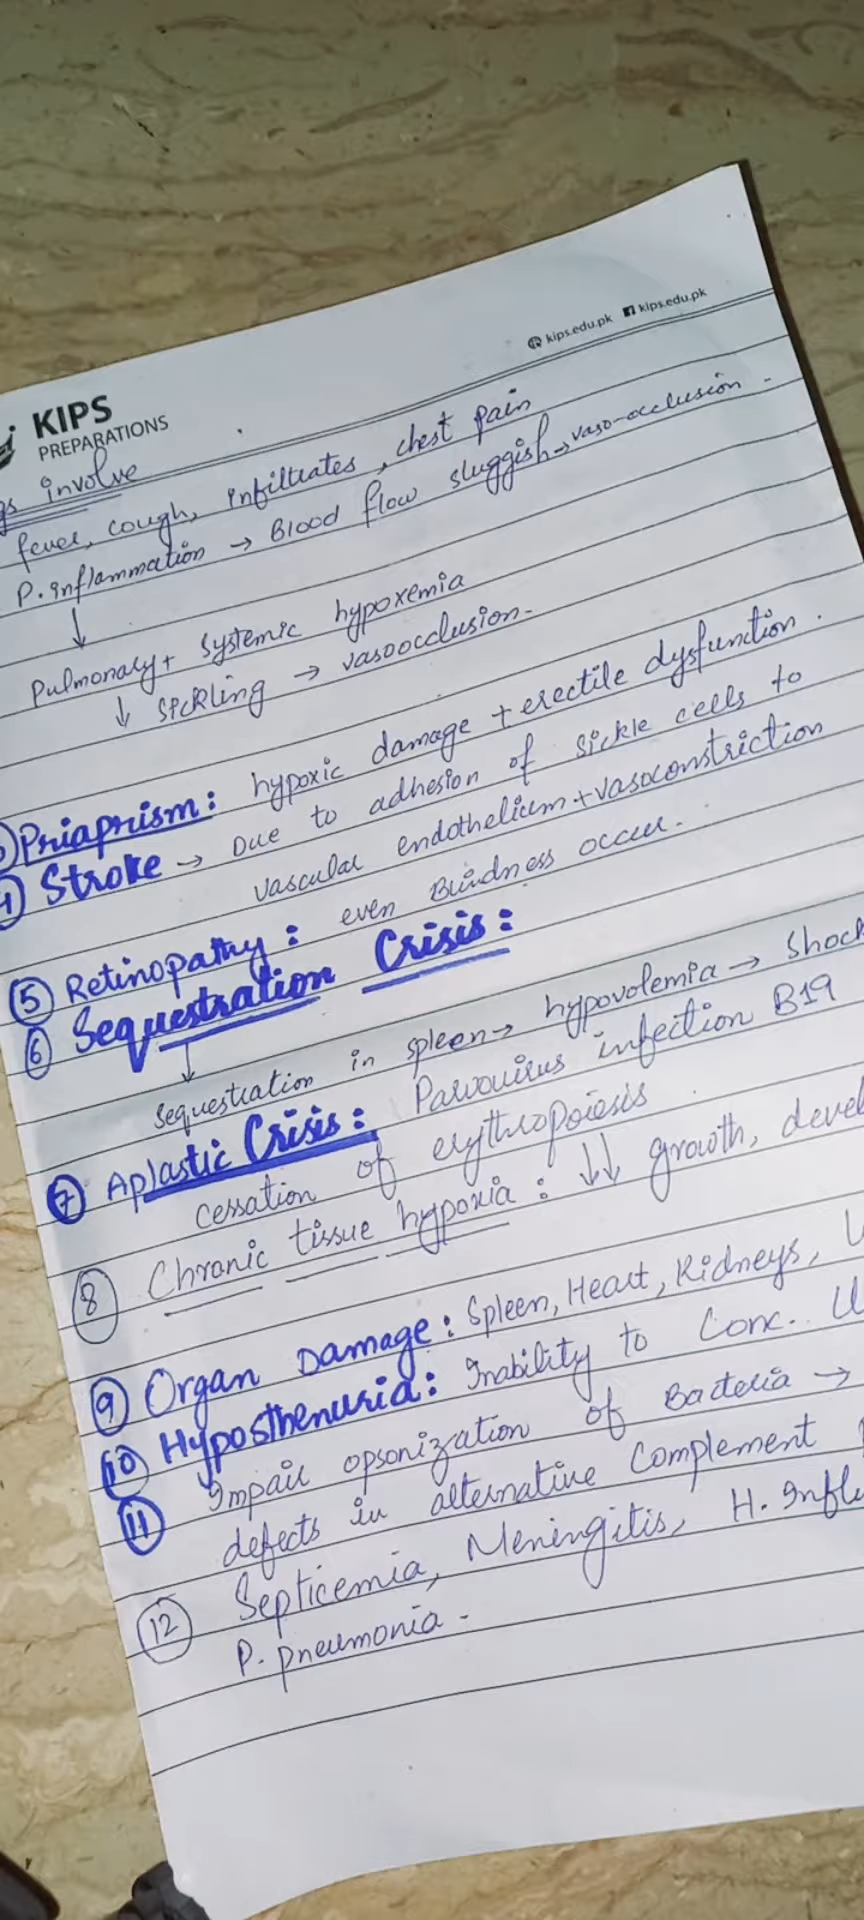 kips.edu.pk kips.edu.pk
KIPS
PREPARATIONS
involve
fever, cough, infiltrates, chest pain
P. inflammation → Blood flow sluggish → vaso-occlusion.
↓
Pulmonary + systemic hypoxemia
↓ sickling → vasoocclusion.
Priaprism: hypoxic damage + erectile dysfunction.
4 Stroke → Due to adhesion of sickle cells to
vascular endothelium + vasoconstriction
5 Retinopathy: even Blindness occur.
6 Sequestration Crisis:
↓
sequestration in spleen → hypovolemia → Shock
7 Aplastic Crisis: Parvovirus infection B19
cessation of erythropoiesis
8 Chronic tissue hypoxia: ↓↓ growth,
9 Organ Damage: Spleen, Heart, Kidneys,
10 Hyposthenuria: Inability to Conc.
11 Impair opsonization of Bacteria →
defects in alternative complement
12 Septicemia, Meningitis, H.
P. pneumonia.